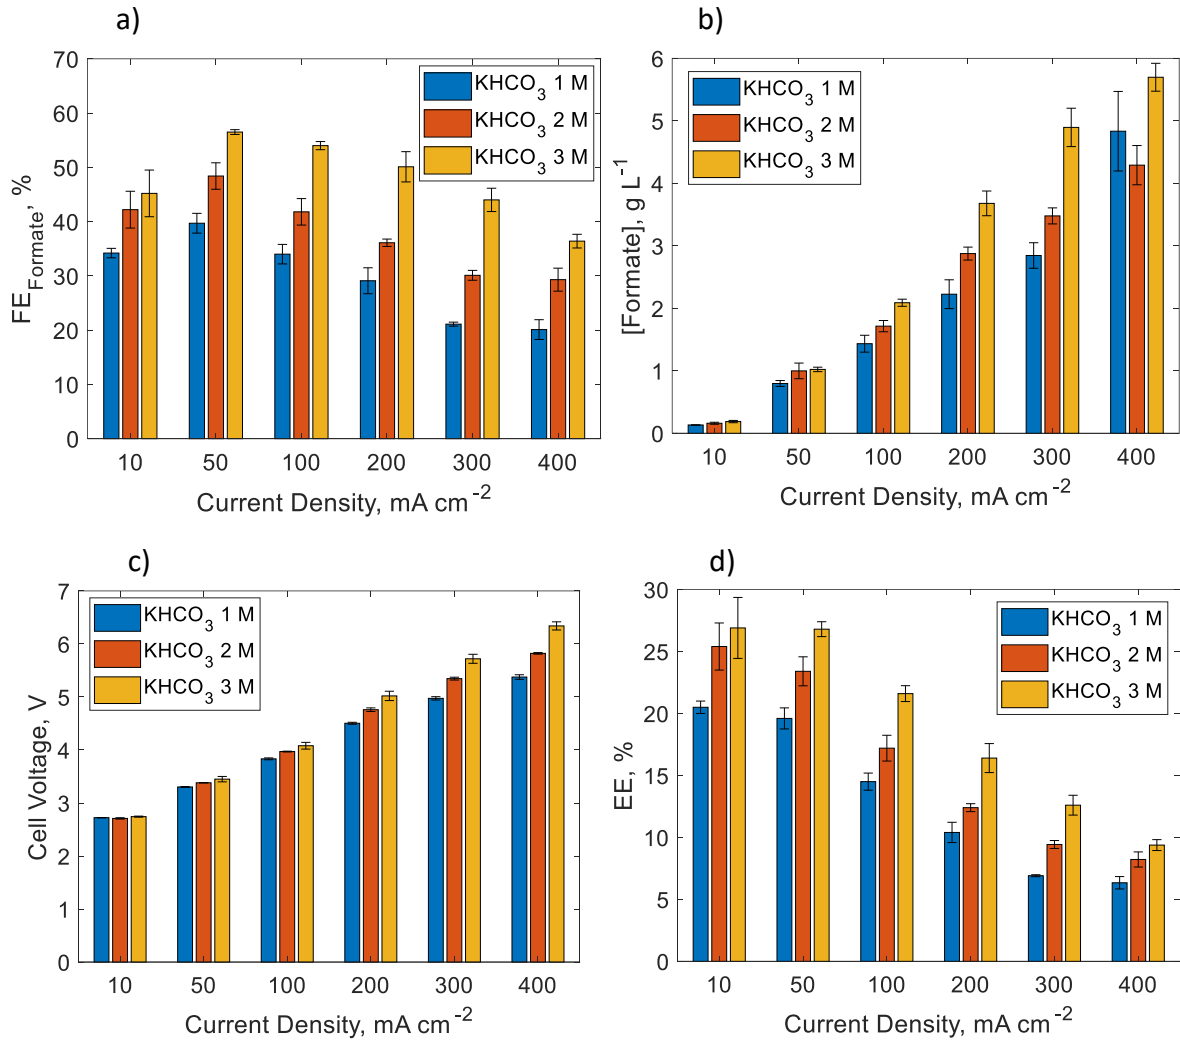 a)
70
60
50
40
30
20
10
0
FE_Formate, %
KHCO₃ 1 M
KHCO₃ 2 M
KHCO₃ 3 M
10 50 100 200 300 400
Current Density, mA cm⁻²
b)
6
5
4
3
2
1
0
[Formate], g L⁻¹
KHCO₃ 1 M
KHCO₃ 2 M
KHCO₃ 3 M
10 50 100 200 300 400
Current Density, mA cm⁻²
c)
7
6
5
4
3
2
1
0
Cell Voltage, V
KHCO₃ 1 M
KHCO₃ 2 M
KHCO₃ 3 M
10 50 100 200 300 400
Current Density, mA cm⁻²
d)
30
25
20
15
10
5
0
EE, %
KHCO₃ 1 M
KHCO₃ 2 M
KHCO₃ 3 M
10 50 100 200 300 400
Current Density, mA cm⁻²